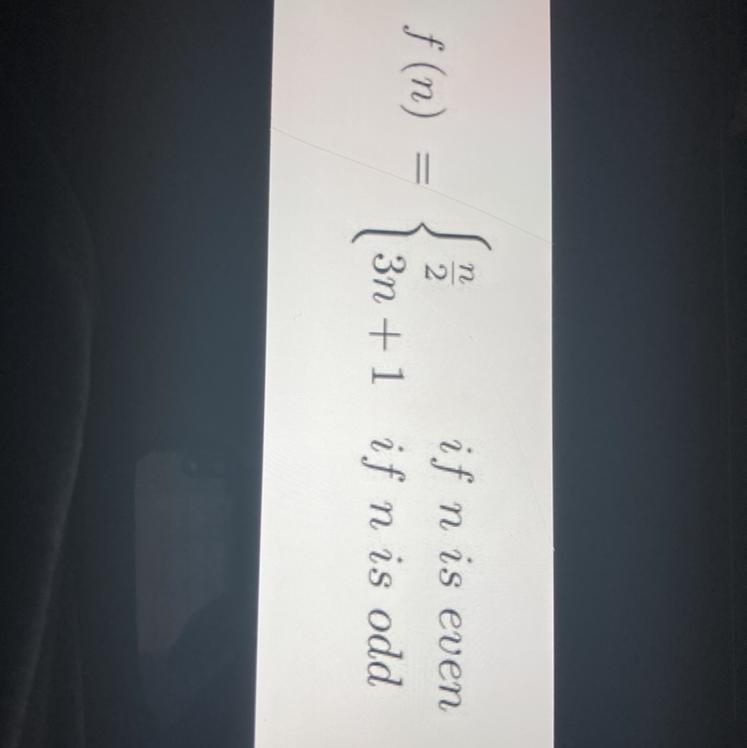 f (n) = { n/2 if n is even
3n + 1 if n is odd